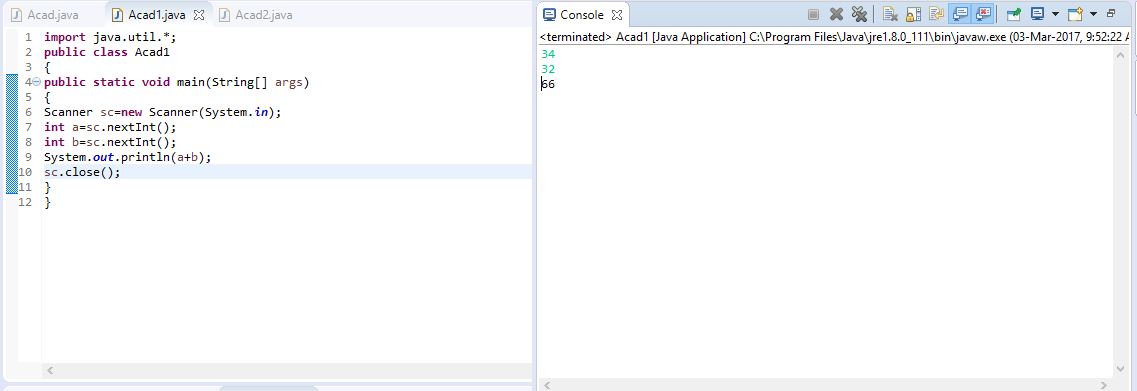 Acad.java Acad1.java Acad2.java
1 import java.util.*;
2 public class Acad1
3 {
4 public static void main(String[] args)
5 {
6 Scanner sc=new Scanner(System.in);
7 int a=sc.nextInt();
8 int b=sc.nextInt();
9 System.out.println(a+b);
10 sc.close();
11 }
12 }
Console
<terminated> Acad1 [Java Application] C:\Program Files\Java\jre1.8.0_111\bin\javaw.exe (03-Mar-2017, 9:52:22 A
34
32
66